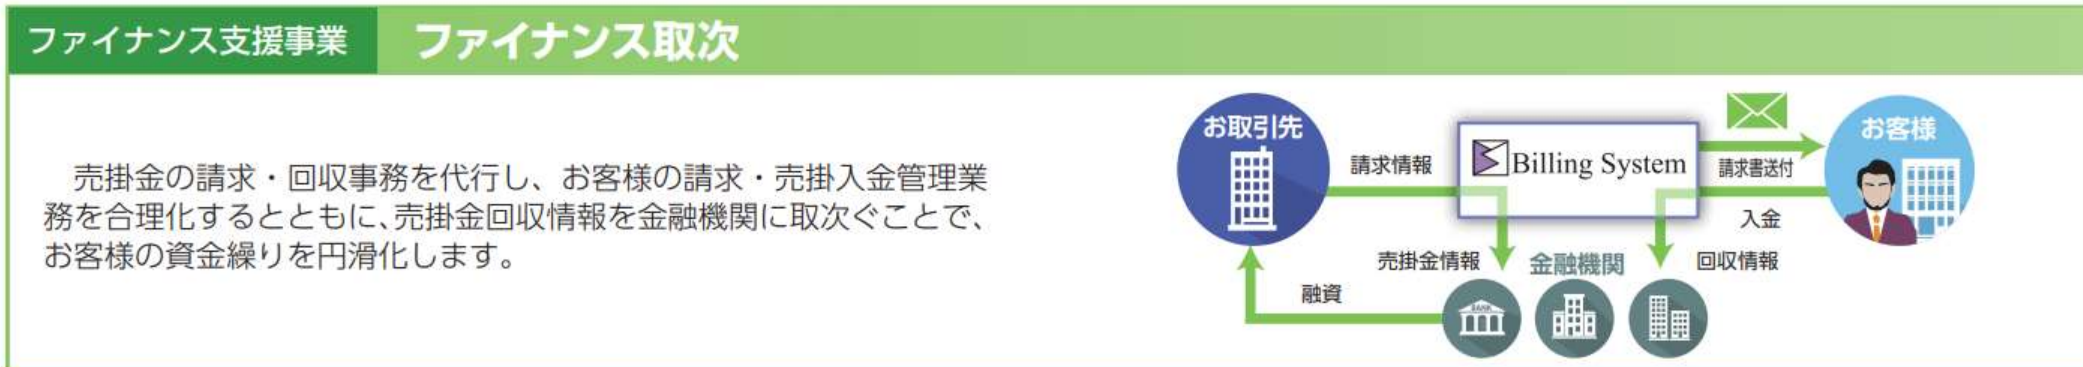 ファイナンス支援事業
ファイナンス取次
売掛金の請求・回収事務を代行し、お客様の請求・売掛入金管理業
務を合理化するとともに、売掛金回収情報を金融機関に取次ぐことで、
お客様の資金繰りを円滑化します。
お取引先
請求情報
Billing System
請求書送付
お客様
入金
売掛金情報
金融機関
回収情報
融資
BANK